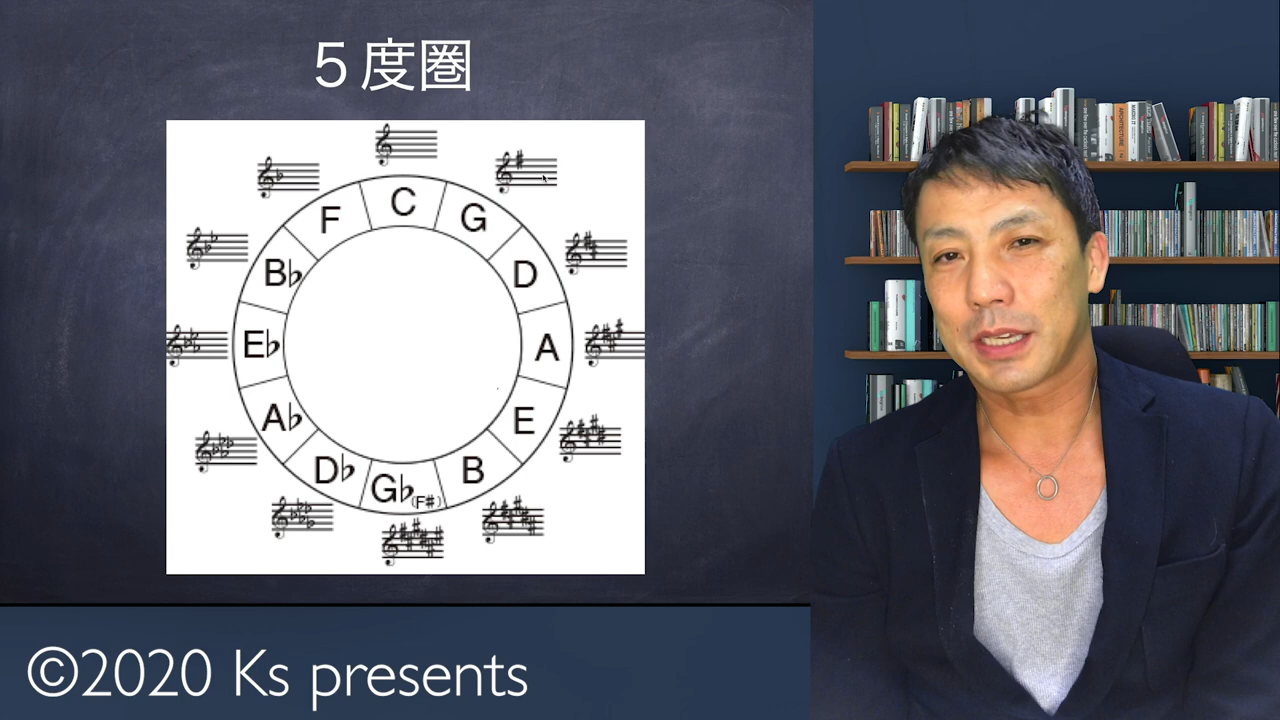 ５度圏
C
G
D
A
E
B
G♭(F#)
D♭
A♭
E♭
B♭
F
©2020 Ks presents